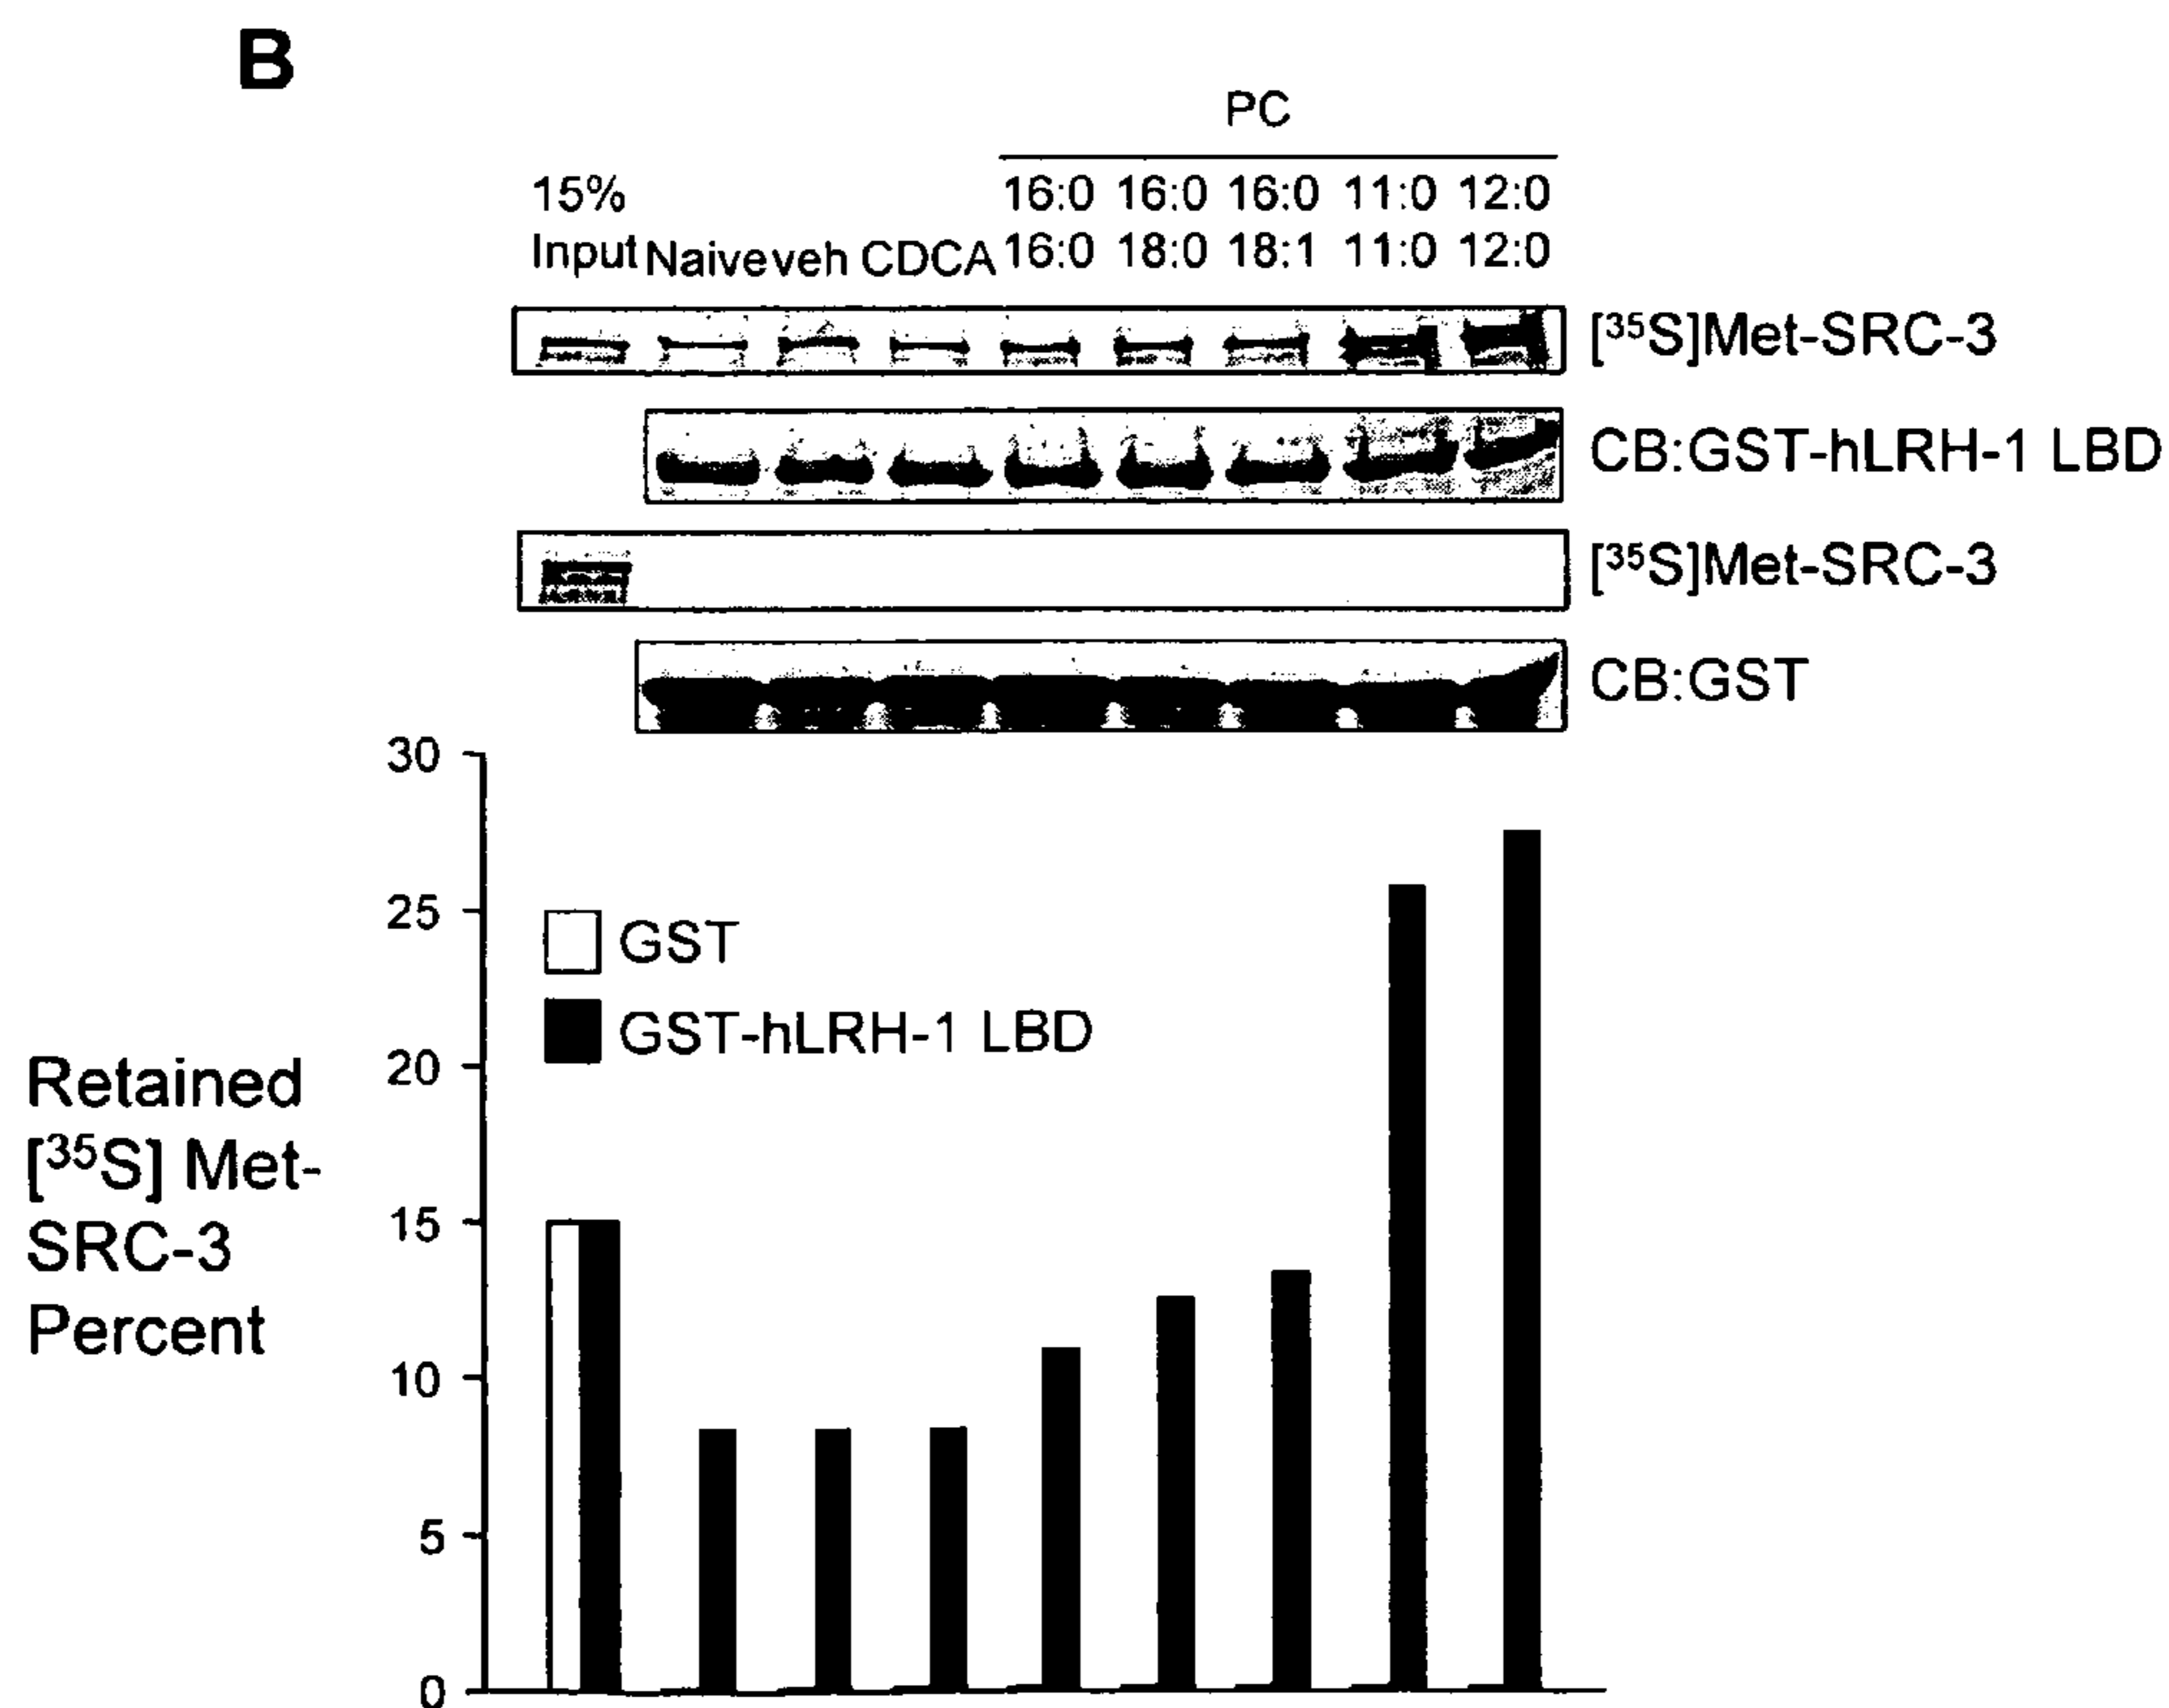 B
PC
15% 16:0 16:0 16:0 11:0 12:0
Input Naive veh CDCA 16:0 18:0 18:1 11:0 12:0
[35S]Met-SRC-3
CB:GST-hLRH-1 LBD
[35S]Met-SRC-3
CB:GST
30
25
20
15
10
5
0
GST
GST-hLRH-1 LBD
Retained
[35S] Met-
SRC-3
Percent